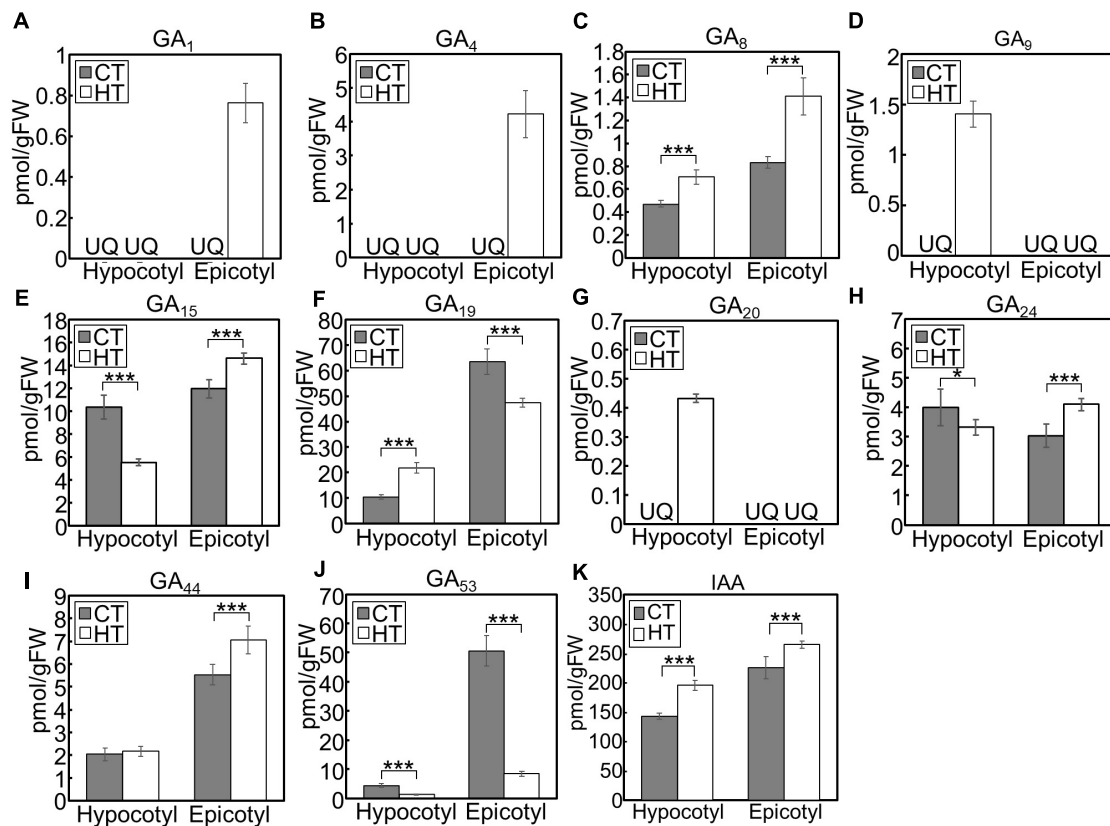 A
GA1
pmol/gFW
1
0.8
0.6
0.4
0.2
0
CT
HT
UQ UQ UQ
Hypocotyl Epicotyl
B
GA4
pmol/gFW
6
5
4
3
2
1
0
CT
HT
UQ UQ UQ
Hypocotyl Epicotyl
C
GA8
pmol/gFW
1.8
1.6
1.4
1.2
1
0.8
0.6
0.4
0.2
0
CT
HT
***
***
Hypocotyl Epicotyl
D
GA9
pmol/gFW
2
1.5
1
0.5
0
CT
HT
UQ UQ UQ
Hypocotyl Epicotyl
E
GA15
pmol/gFW
18
16
14
12
10
8
6
4
2
0
CT
HT
***
***
Hypocotyl Epicotyl
F
GA19
pmol/gFW
80
70
60
50
40
30
20
10
0
CT
HT
***
***
Hypocotyl Epicotyl
G
GA20
pmol/gFW
0.7
0.6
0.5
0.4
0.3
0.2
0.1
0
CT
HT
UQ UQ UQ
Hypocotyl Epicotyl
H
GA24
pmol/gFW
7
6
5
4
3
2
1
0
CT
HT
*
***
Hypocotyl Epicotyl
I
GA44
pmol/gFW
9
8
7
6
5
4
3
2
1
0
CT
HT
***
Hypocotyl Epicotyl
J
GA53
pmol/gFW
70
60
50
40
30
20
10
0
CT
HT
***
***
Hypocotyl Epicotyl
K
IAA
pmol/gFW
350
300
250
200
150
100
50
0
CT
HT
***
***
Hypocotyl Epicotyl